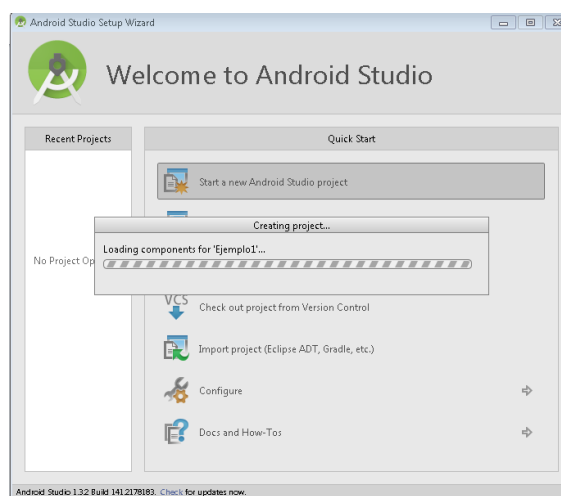 Android Studio Setup Wizard
Welcome to Android Studio
Recent Projects
Quick Start
Start a new Android Studio project
Creating project...
Loading components for 'Ejemplo1'...
No Project Op
VCS
Check out project from Version Control
Import project (Eclipse ADT, Gradle, etc.)
Configure
Docs and How-Tos
Android Studio 1.3.2 Build 141.2178183. Check for updates now.